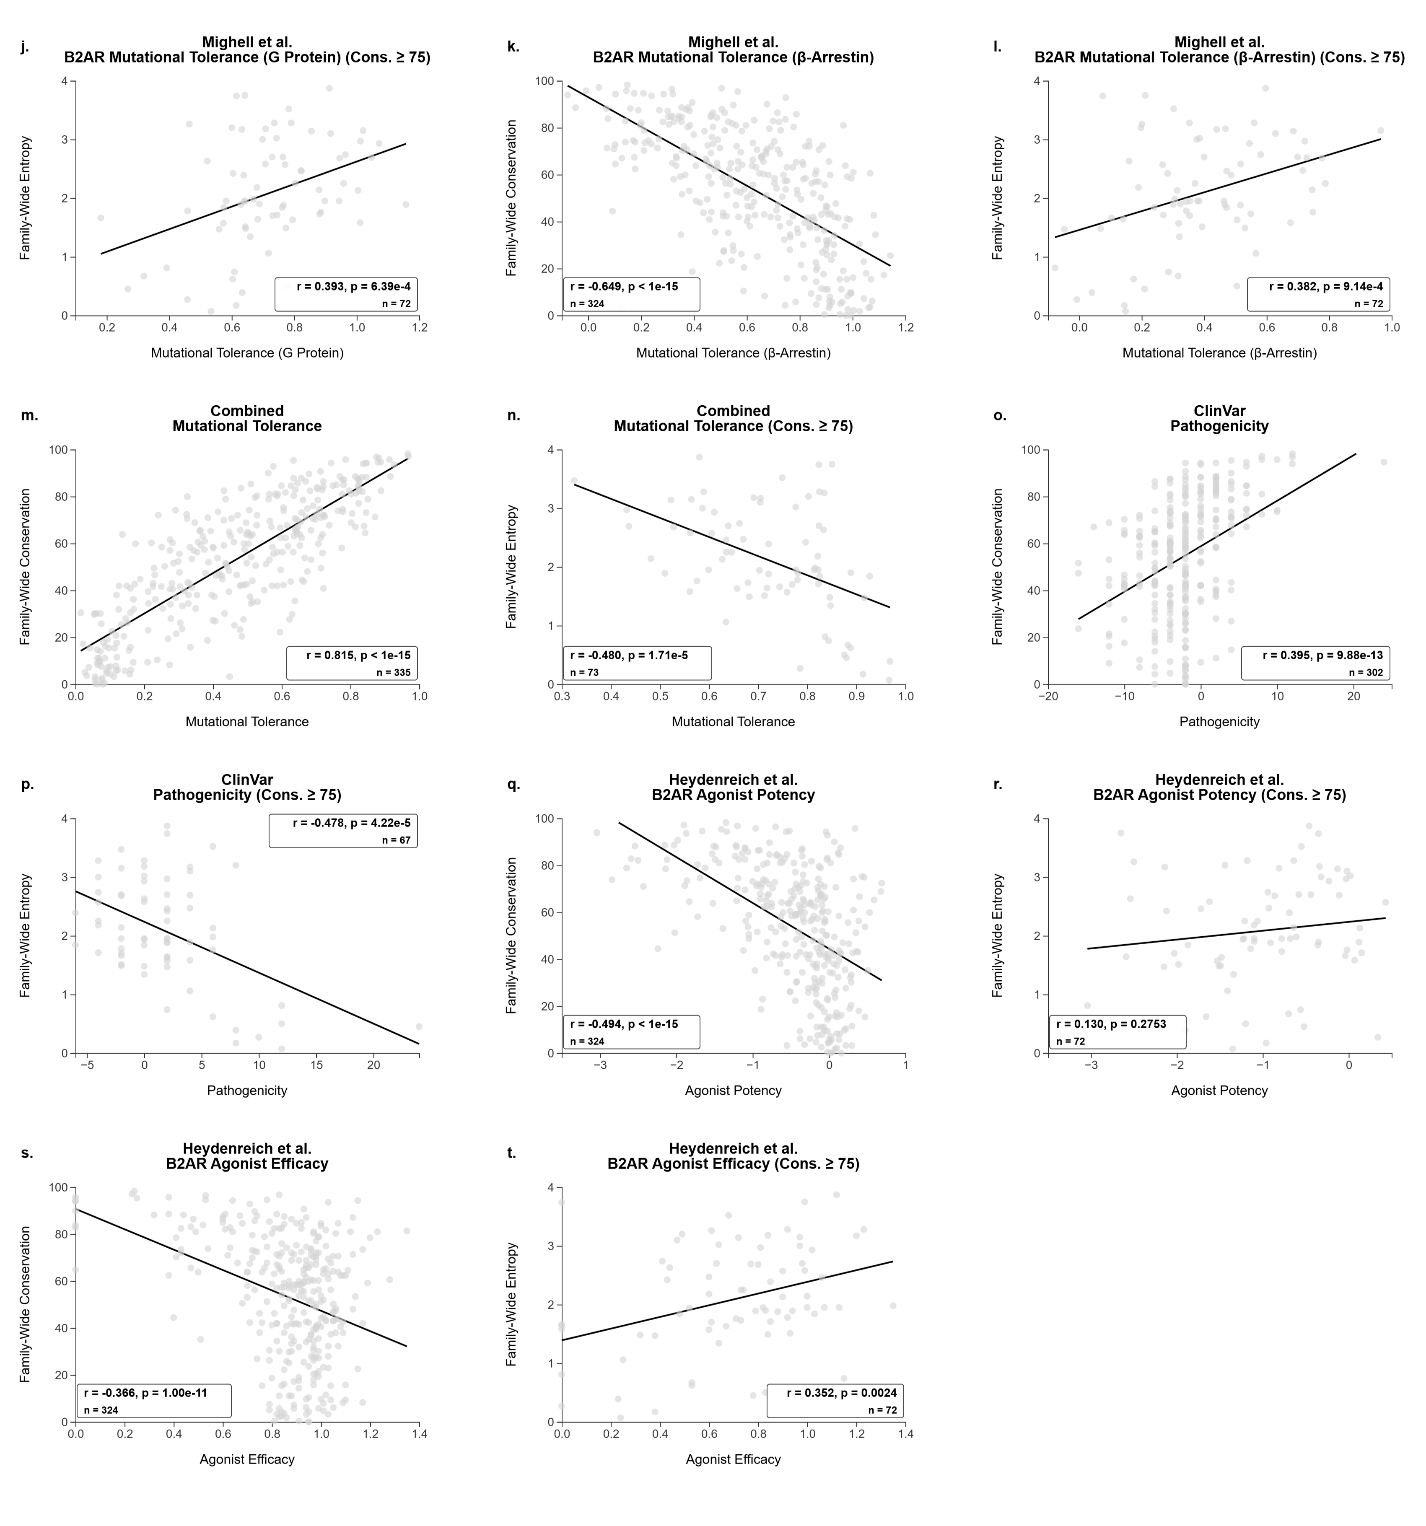 j.
Mighell et al.
B2AR Mutational Tolerance (G Protein) (Cons. ≥ 75)
Family-Wide Entropy
4
3
2
1
0
r = 0.393, p = 6.39e-4
n = 72
0.2 0.4 0.6 0.8 1.0 1.2
Mutational Tolerance (G Protein)
k.
Mighell et al.
B2AR Mutational Tolerance (β-Arrestin)
Family-Wide Conservation
100
80
60
40
20
0
r = -0.649, p < 1e-15
n = 324
0.0 0.2 0.4 0.6 0.8 1.0 1.2
Mutational Tolerance (β-Arrestin)
l.
Mighell et al.
B2AR Mutational Tolerance (β-Arrestin) (Cons. ≥ 75)
Family-Wide Entropy
4
3
2
1
0
r = 0.382, p = 9.14e-4
n = 72
0.0 0.2 0.4 0.6 0.8 1.0
Mutational Tolerance (β-Arrestin)
m.
Combined
Mutational Tolerance
Family-Wide Conservation
100
80
60
40
20
0
r = 0.815, p < 1e-15
n = 335
0.0 0.2 0.4 0.6 0.8 1.0
Mutational Tolerance
n.
Combined
Mutational Tolerance (Cons. ≥ 75)
Family-Wide Entropy
4
3
2
1
0
r = -0.480, p = 1.71e-5
n = 73
0.3 0.4 0.5 0.6 0.7 0.8 0.9 1.0
Mutational Tolerance
o.
ClinVar
Pathogenicity
Family-Wide Conservation
100
80
60
40
20
0
r = 0.395, p = 9.88e-13
n = 302
−20 −10 0 10 20
Pathogenicity
p.
ClinVar
Pathogenicity (Cons. ≥ 75)
Family-Wide Entropy
4
3
2
1
0
r = -0.478, p = 4.22e-5
n = 67
−5 0 5 10 15 20
Pathogenicity
q.
Heydenreich et al.
B2AR Agonist Potency
Family-Wide Conservation
100
80
60
40
20
0
r = -0.494, p < 1e-15
n = 324
−3 −2 −1 0 1
Agonist Potency
r.
Heydenreich et al.
B2AR Agonist Potency (Cons. ≥ 75)
Family-Wide Entropy
4
3
2
1
0
r = 0.130, p = 0.2753
n = 72
−3 −2 −1 0
Agonist Potency
s.
Heydenreich et al.
B2AR Agonist Efficacy
Family-Wide Conservation
100
80
60
40
20
0
r = -0.366, p = 1.00e-11
n = 324
0.0 0.2 0.4 0.6 0.8 1.0 1.2 1.4
Agonist Efficacy
t.
Heydenreich et al.
B2AR Agonist Efficacy (Cons. ≥ 75)
Family-Wide Entropy
4
3
2
1
0
r = 0.352, p = 0.0024
n = 72
0.0 0.2 0.4 0.6 0.8 1.0 1.2 1.4
Agonist Efficacy